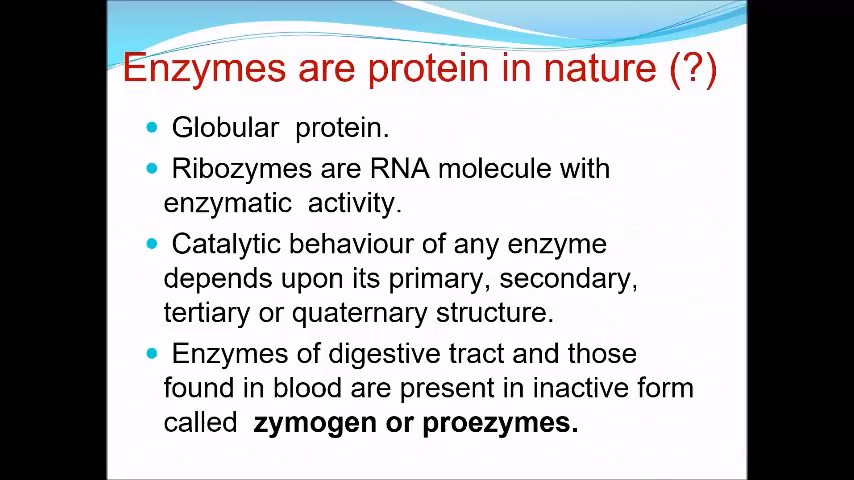 Enzymes are protein in nature (?)
Globular protein.
Ribozymes are RNA molecule with
enzymatic activity.
Catalytic behaviour of any enzyme
depends upon its primary, secondary,
tertiary or quaternary structure.
Enzymes of digestive tract and those
found in blood are present in inactive form
called zymogen or proezymes.